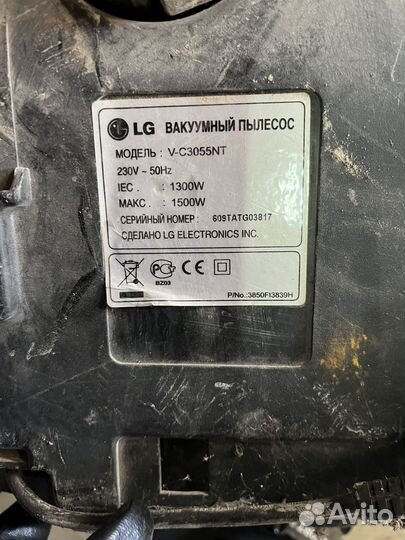 LG ВАКУУМНЫЙ ПЫЛЕСОС
МОДЕЛЬ : V-C3055NT
230V ~ 50Hz
IEC. : 1300W
МАКС. : 1500W
СЕРИЙНЫЙ НОМЕР : 609TATG03817
СДЕЛАНО LG ELECTRONICS INC.
BZ03
P/No.:3850FI3839H
Avito